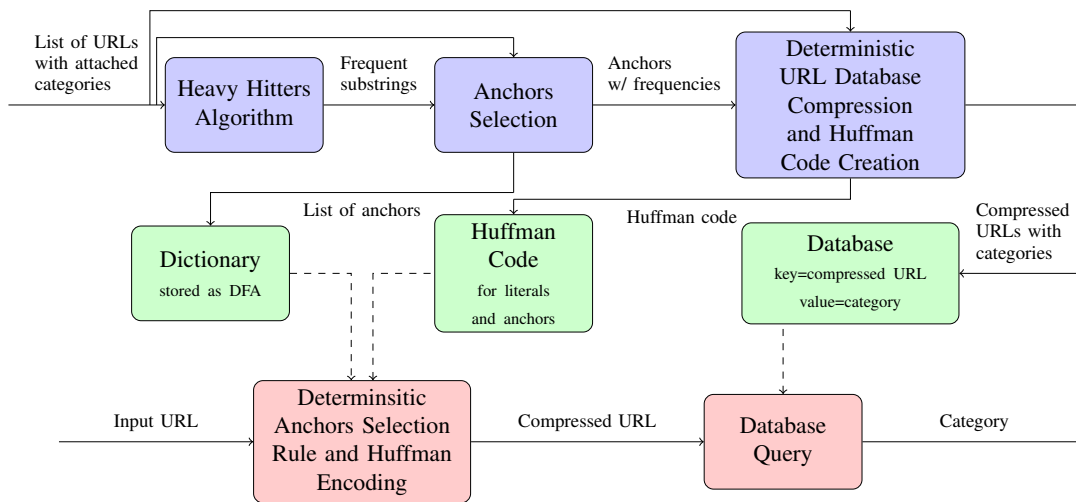 List of URLs
with attached
categories
Heavy Hitters
Algorithm
Frequent
substrings
Anchors
Selection
Anchors
w/ frequencies
Deterministic
URL Database
Compression
and Huffman
Code Creation
List of anchors
Huffman code
Compressed
URLs with
categories
Dictionary
stored as DFA
Huffman
Code
for literals
and anchors
Database
key=compressed URL
value=category
Input URL
Determinsitic
Anchors Selection
Rule and Huffman
Encoding
Compressed URL
Database
Query
Category